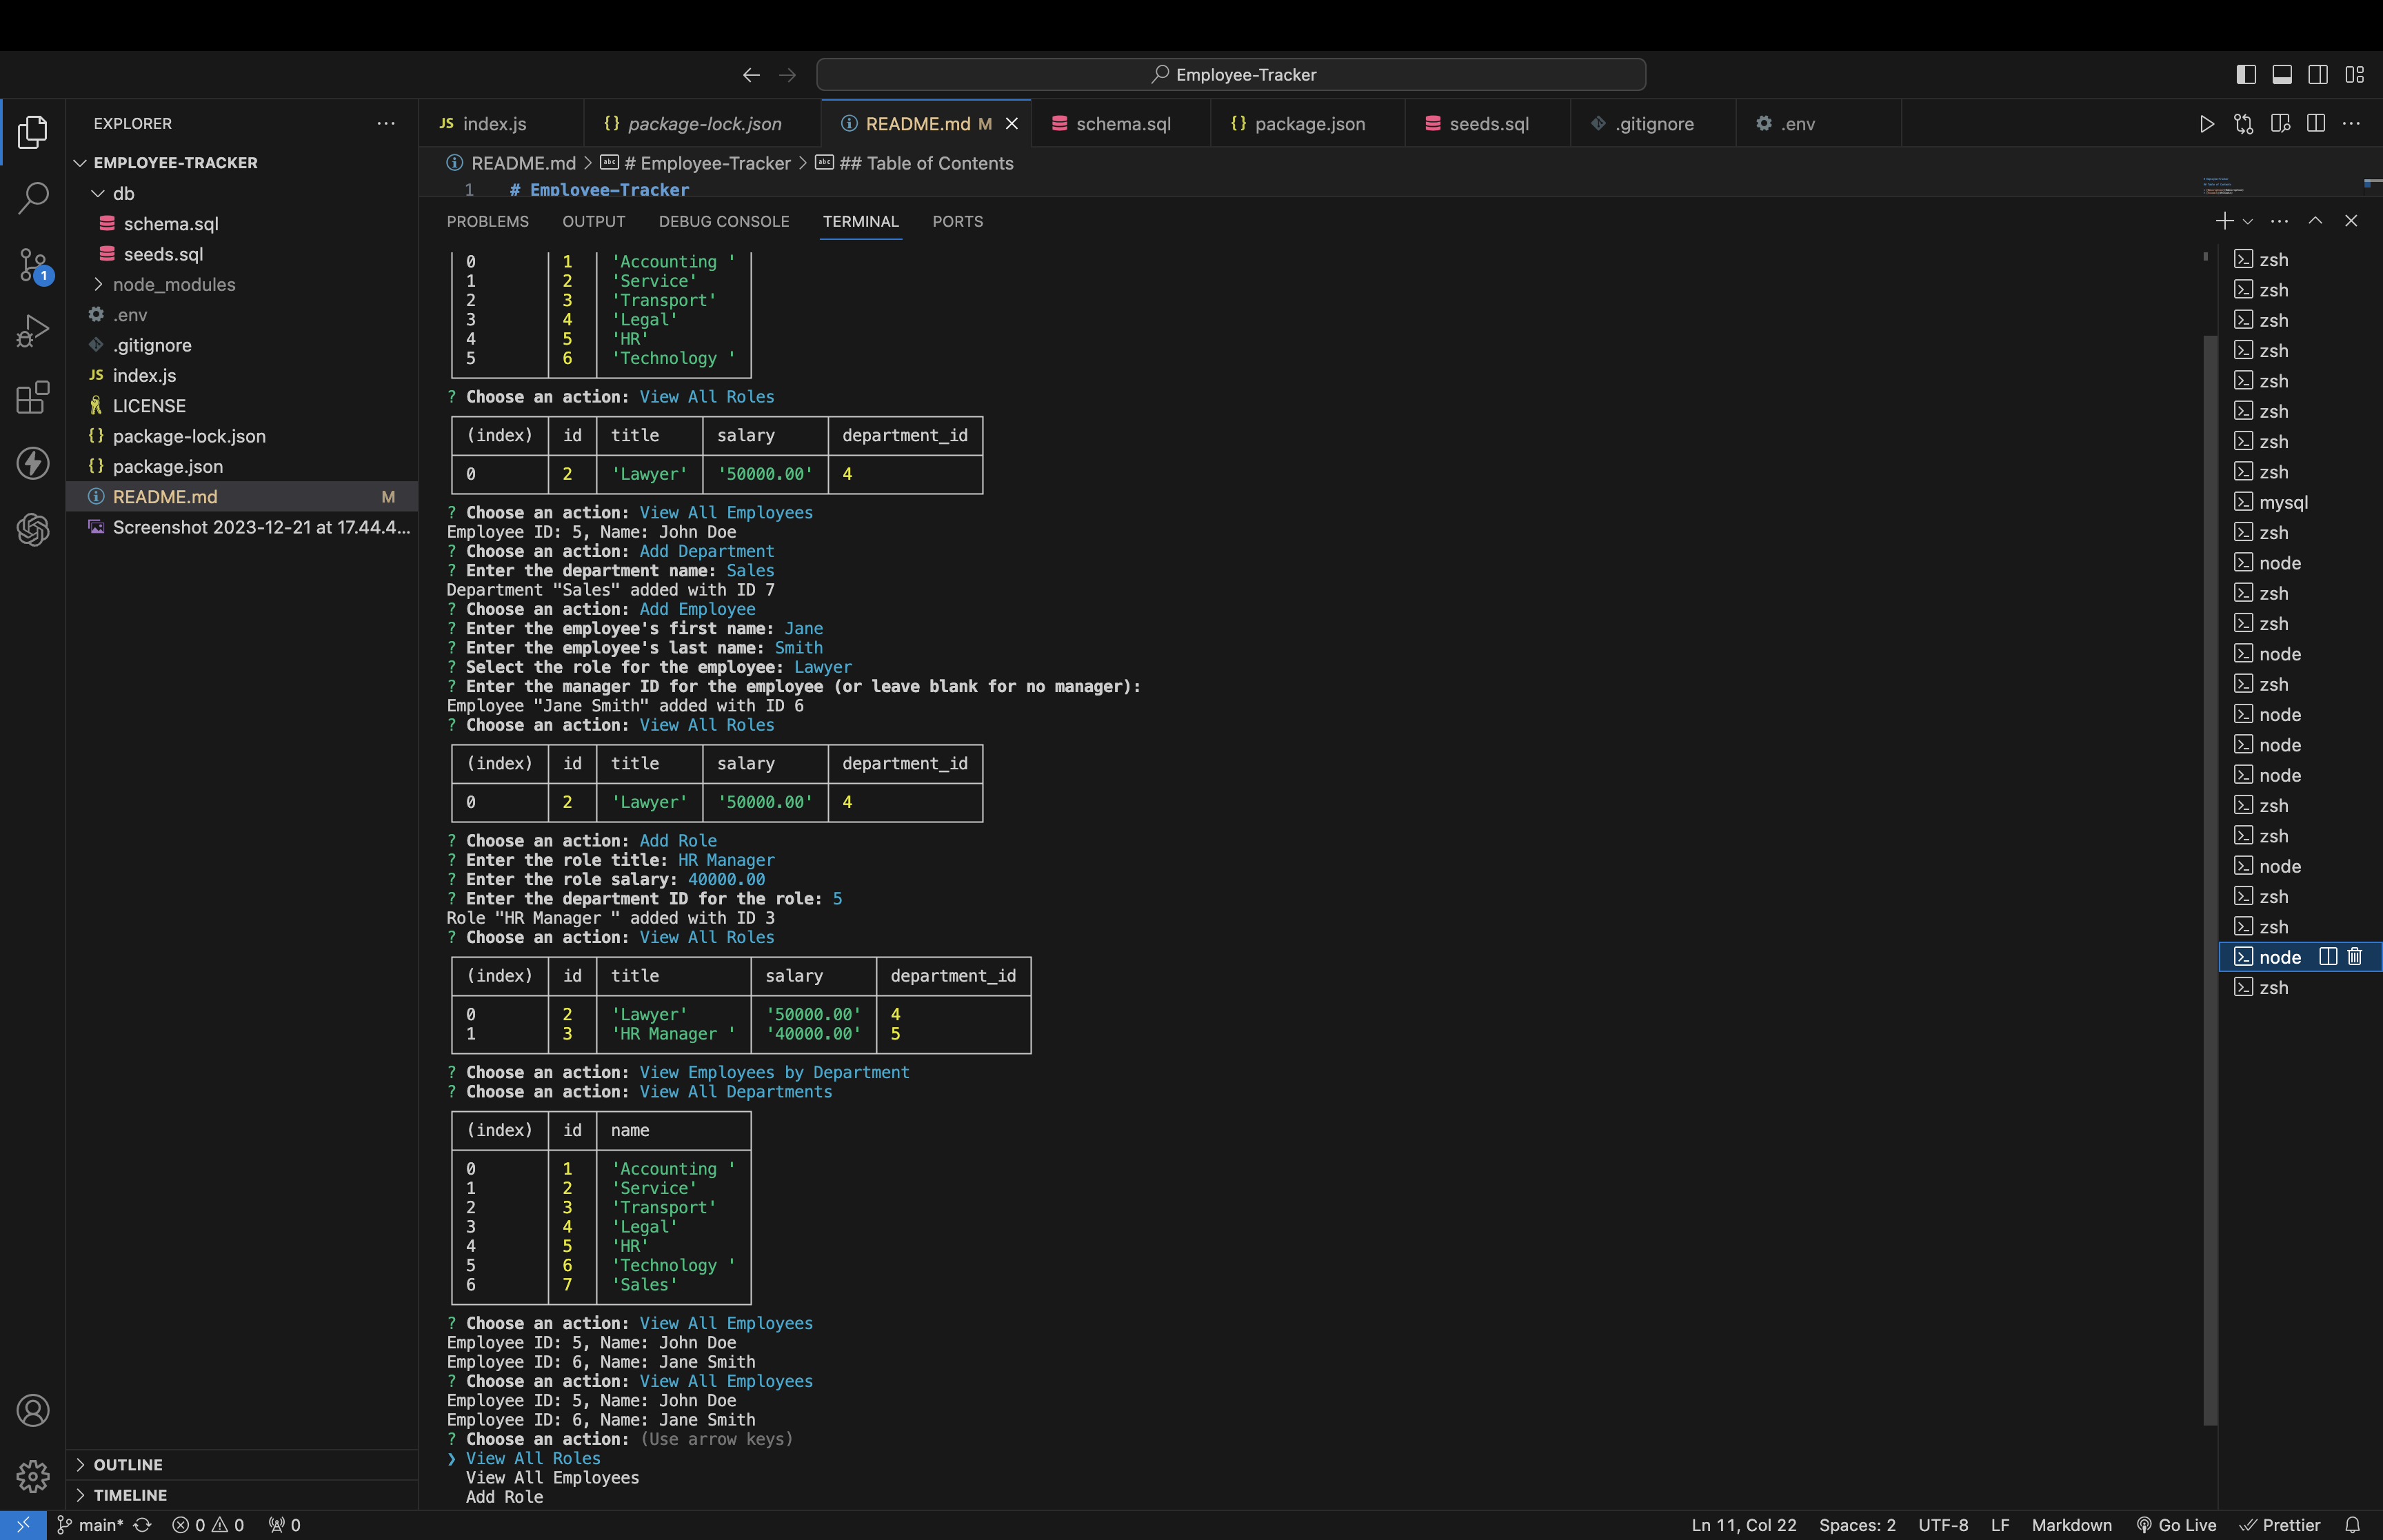 Employee-Tracker
EXPLORER
EMPLOYEE-TRACKER
db
schema.sql
seeds.sql
node_modules
.env
.gitignore
JS index.js
LICENSE
{} package-lock.json
{} package.json
README.md M
Screenshot 2023-12-21 at 17.44.4...
OUTLINE
TIMELINE
1
JS index.js {} package-lock.json README.md M schema.sql {} package.json seeds.sql .gitignore .env
README.md > # Employee-Tracker > ## Table of Contents
1 # Employee-Tracker
PROBLEMS OUTPUT DEBUG CONSOLE TERMINAL PORTS
0 1 'Accounting '
1 2 'Service'
2 3 'Transport'
3 4 'Legal'
4 5 'HR'
5 6 'Technology '
? Choose an action: View All Roles
(index) id title salary department_id
0 2 'Lawyer' '50000.00' 4
? Choose an action: View All Employees
Employee ID: 5, Name: John Doe
? Choose an action: Add Department
? Enter the department name: Sales
Department "Sales" added with ID 7
? Choose an action: Add Employee
? Enter the employee's first name: Jane
? Enter the employee's last name: Smith
? Select the role for the employee: Lawyer
? Enter the manager ID for the employee (or leave blank for no manager):
Employee "Jane Smith" added with ID 6
? Choose an action: View All Roles
(index) id title salary department_id
0 2 'Lawyer' '50000.00' 4
? Choose an action: Add Role
? Enter the role title: HR Manager
? Enter the role salary: 40000.00
? Enter the department ID for the role: 5
Role "HR Manager " added with ID 3
? Choose an action: View All Roles
(index) id title salary department_id
0 2 'Lawyer' '50000.00' 4
1 3 'HR Manager ' '40000.00' 5
? Choose an action: View Employees by Department
? Choose an action: View All Departments
(index) id name
0 1 'Accounting '
1 2 'Service'
2 3 'Transport'
3 4 'Legal'
4 5 'HR'
5 6 'Technology '
6 7 'Sales'
? Choose an action: View All Employees
Employee ID: 5, Name: John Doe
Employee ID: 6, Name: Jane Smith
? Choose an action: View All Employees
Employee ID: 5, Name: John Doe
Employee ID: 6, Name: Jane Smith
? Choose an action: (Use arrow keys)
❯ View All Roles
View All Employees
Add Role
zsh
zsh
zsh
zsh
zsh
zsh
zsh
zsh
mysql
zsh
node
zsh
zsh
node
zsh
node
node
node
zsh
zsh
node
zsh
zsh
node
zsh
main* 0 0 0
Ln 11, Col 22 Spaces: 2 UTF-8 LF Markdown Go Live Prettier